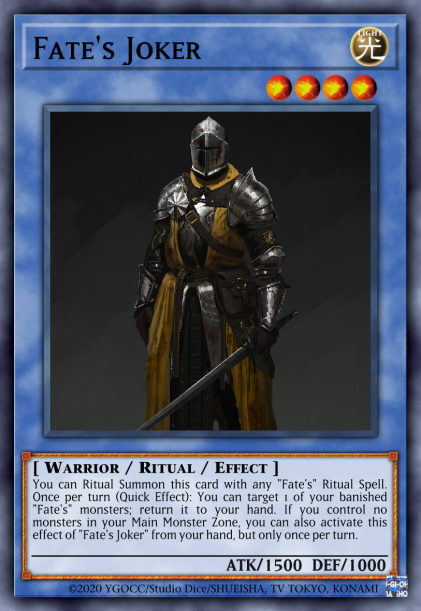 Fate's Joker
LIGHT
光
[ Warrior / Ritual / Effect ]
You can Ritual Summon this card with any "Fate's" Ritual Spell.
Once per turn (Quick Effect): You can target 1 of your banished
"Fate's" monsters; return it to your hand. If you control no
monsters in your Main Monster Zone, you can also activate this
effect of "Fate's Joker" from your hand, but only once per turn.
ATK/1500 DEF/1000
©2020 YGOCC/Studio Dice/SHUEISHA, TV TOKYO, KONAMI